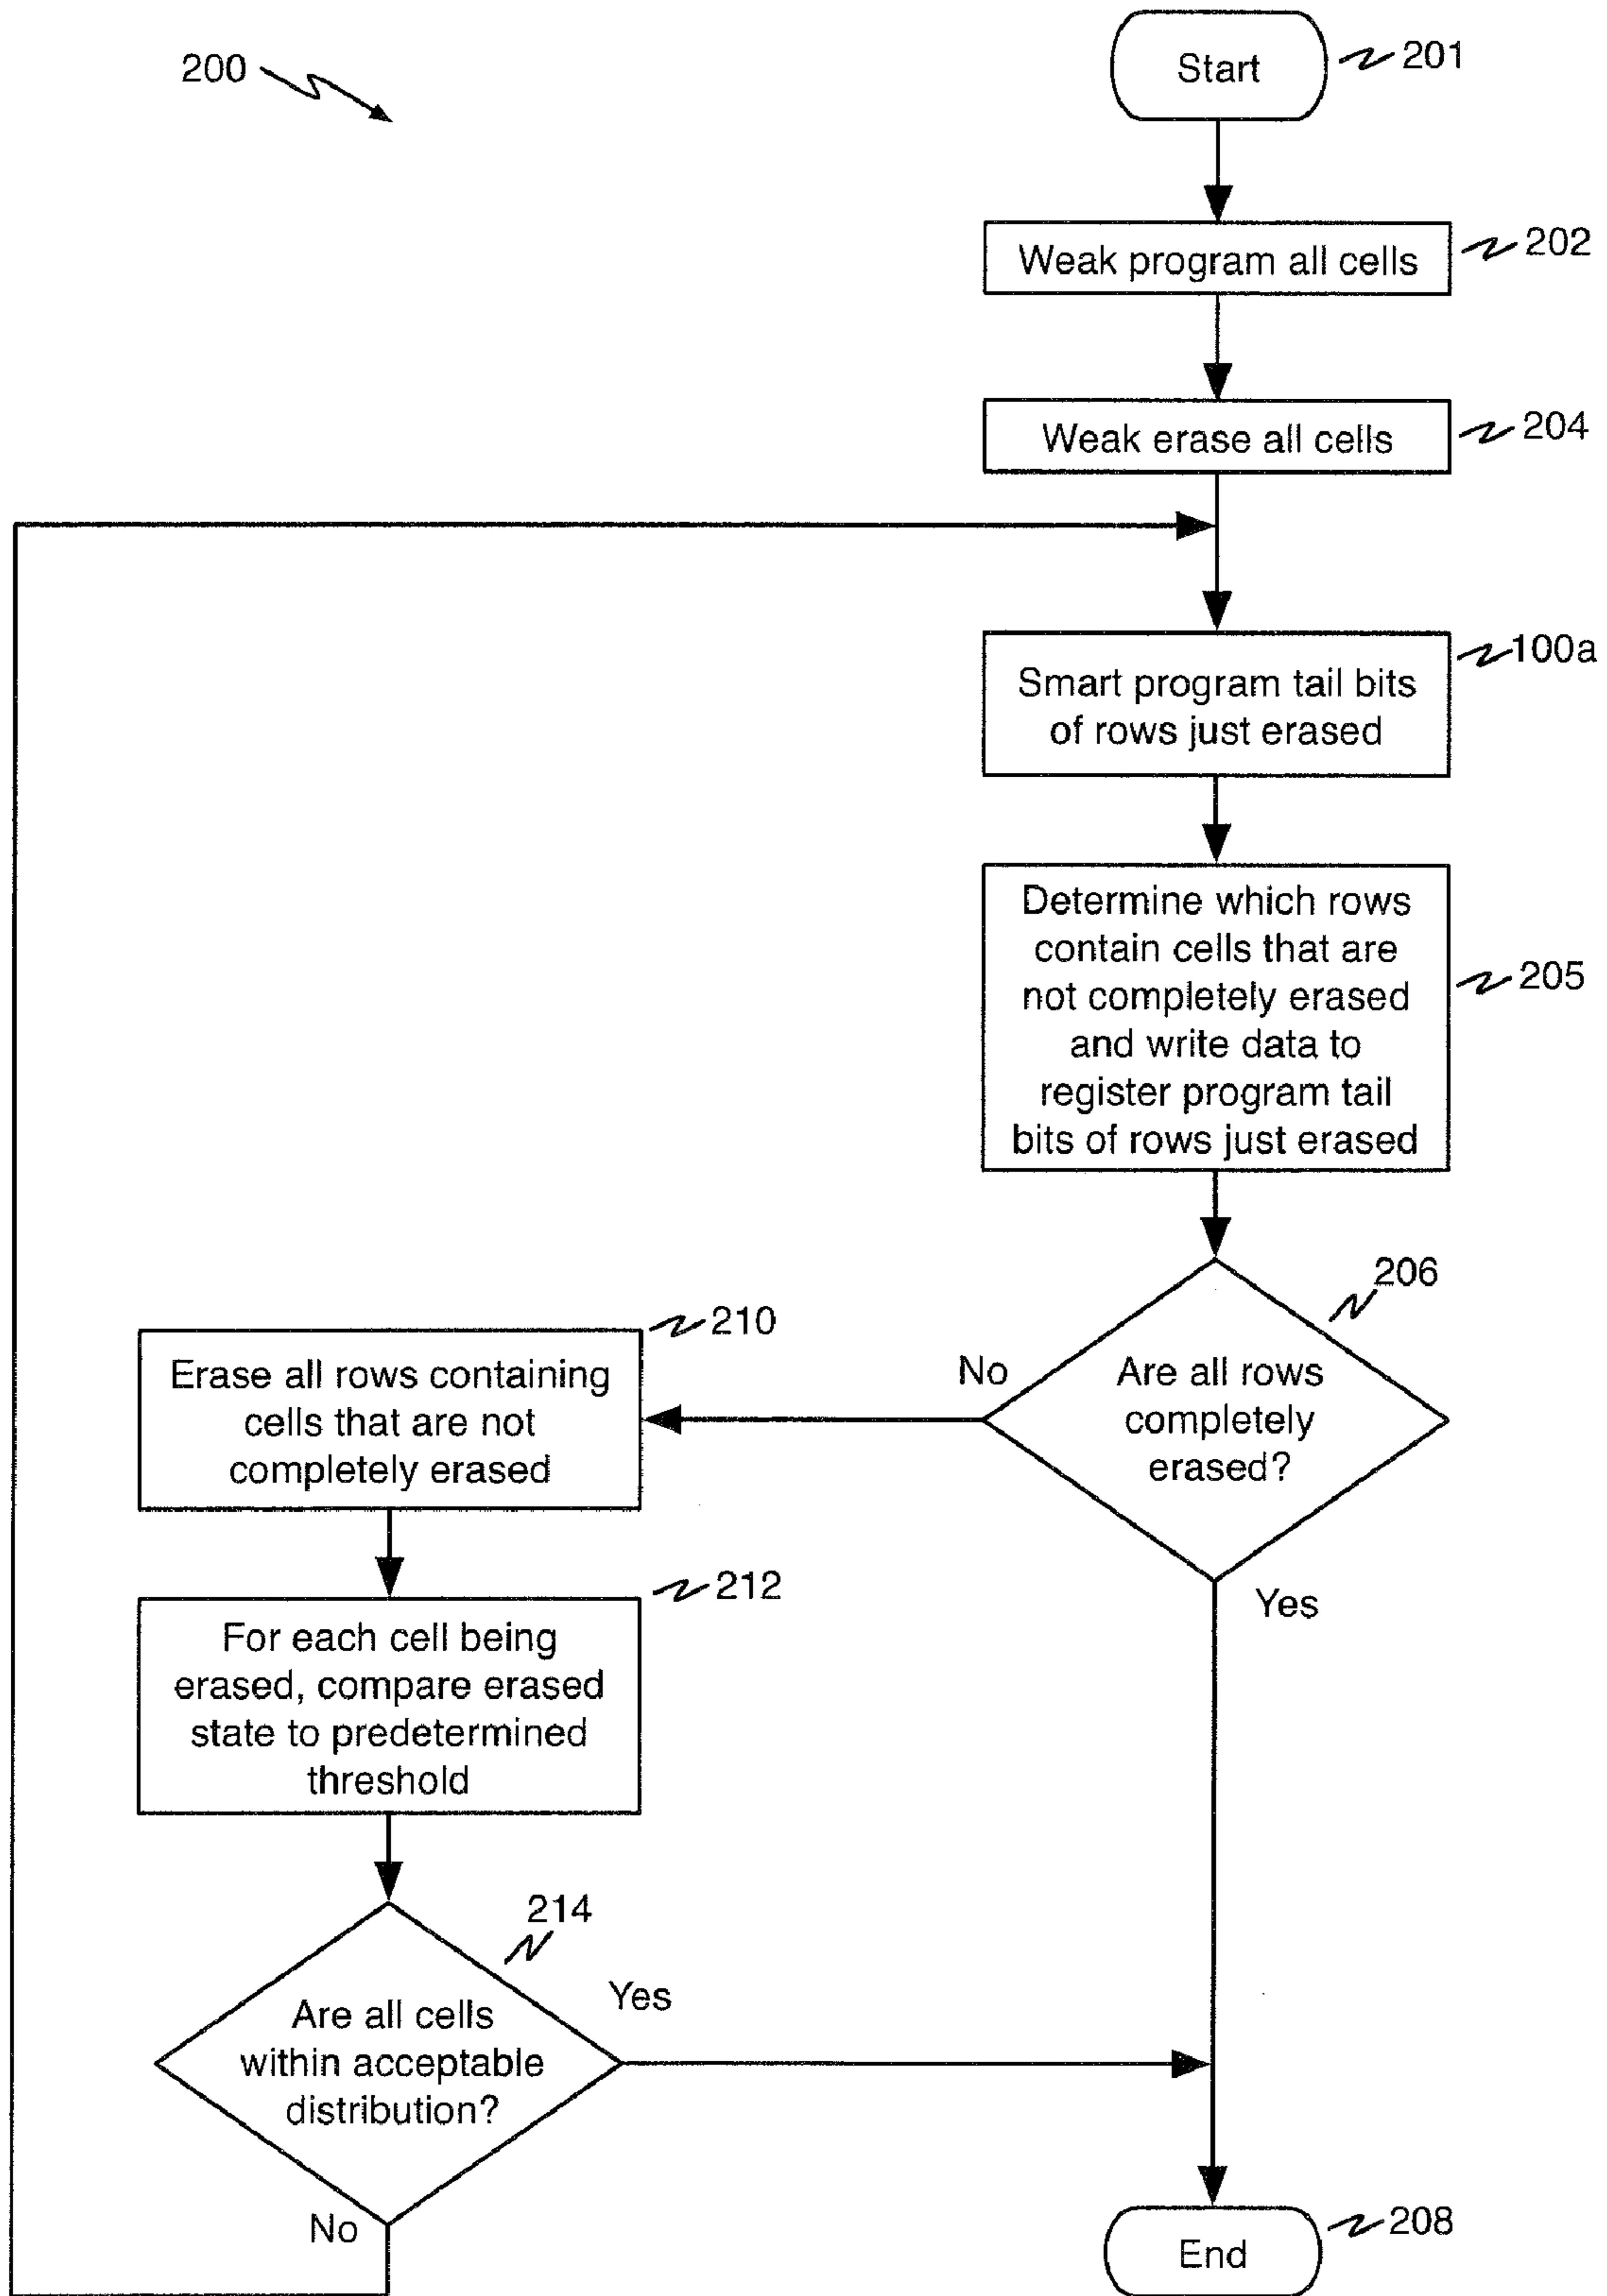 200
Start
201
Weak program all cells
202
Weak erase all cells
204
Smart program tail bits
of rows just erased
100a
Determine which rows
contain cells that are
not completely erased
and write data to
register program tail
bits of rows just erased
205
Are all rows
completely
erased?
206
No
Yes
Erase all rows containing
cells that are not
completely erased
210
For each cell being
erased, compare erased
state to predetermined
threshold
212
Are all cells
within acceptable
distribution?
214
Yes
No
End
208